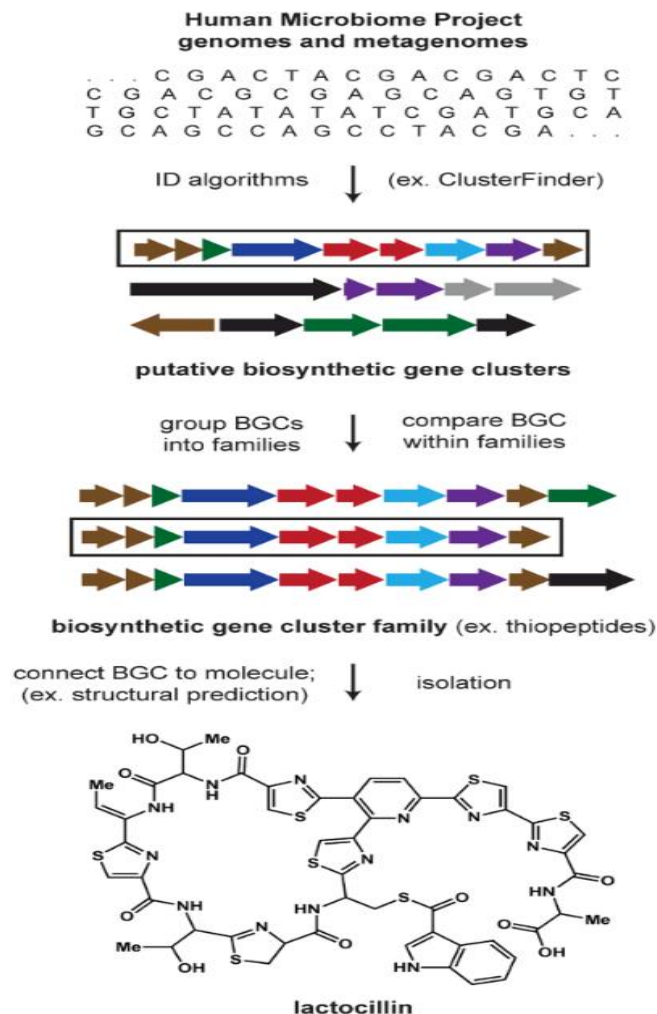 Human Microbiome Project
genomes and metagenomes
. . . C G A C T A C G A C G A C T C
C G A C G C G A G C A G T G T
T G C T A T A T A T C G A T G C A
G C A G C C A G C C T A C G A . . .
ID algorithms (ex. ClusterFinder)
putative biosynthetic gene clusters
group BGCs compare BGC
into families within families
biosynthetic gene cluster family (ex. thiopeptides)
connect BGC to molecule;
(ex. structural prediction) isolation
HO Me
O O
Me N H N S
O NH S N N S
S N S N N
O NH HN S O HN O
N O Me
Me O O OH
OH S HN
lactocillin